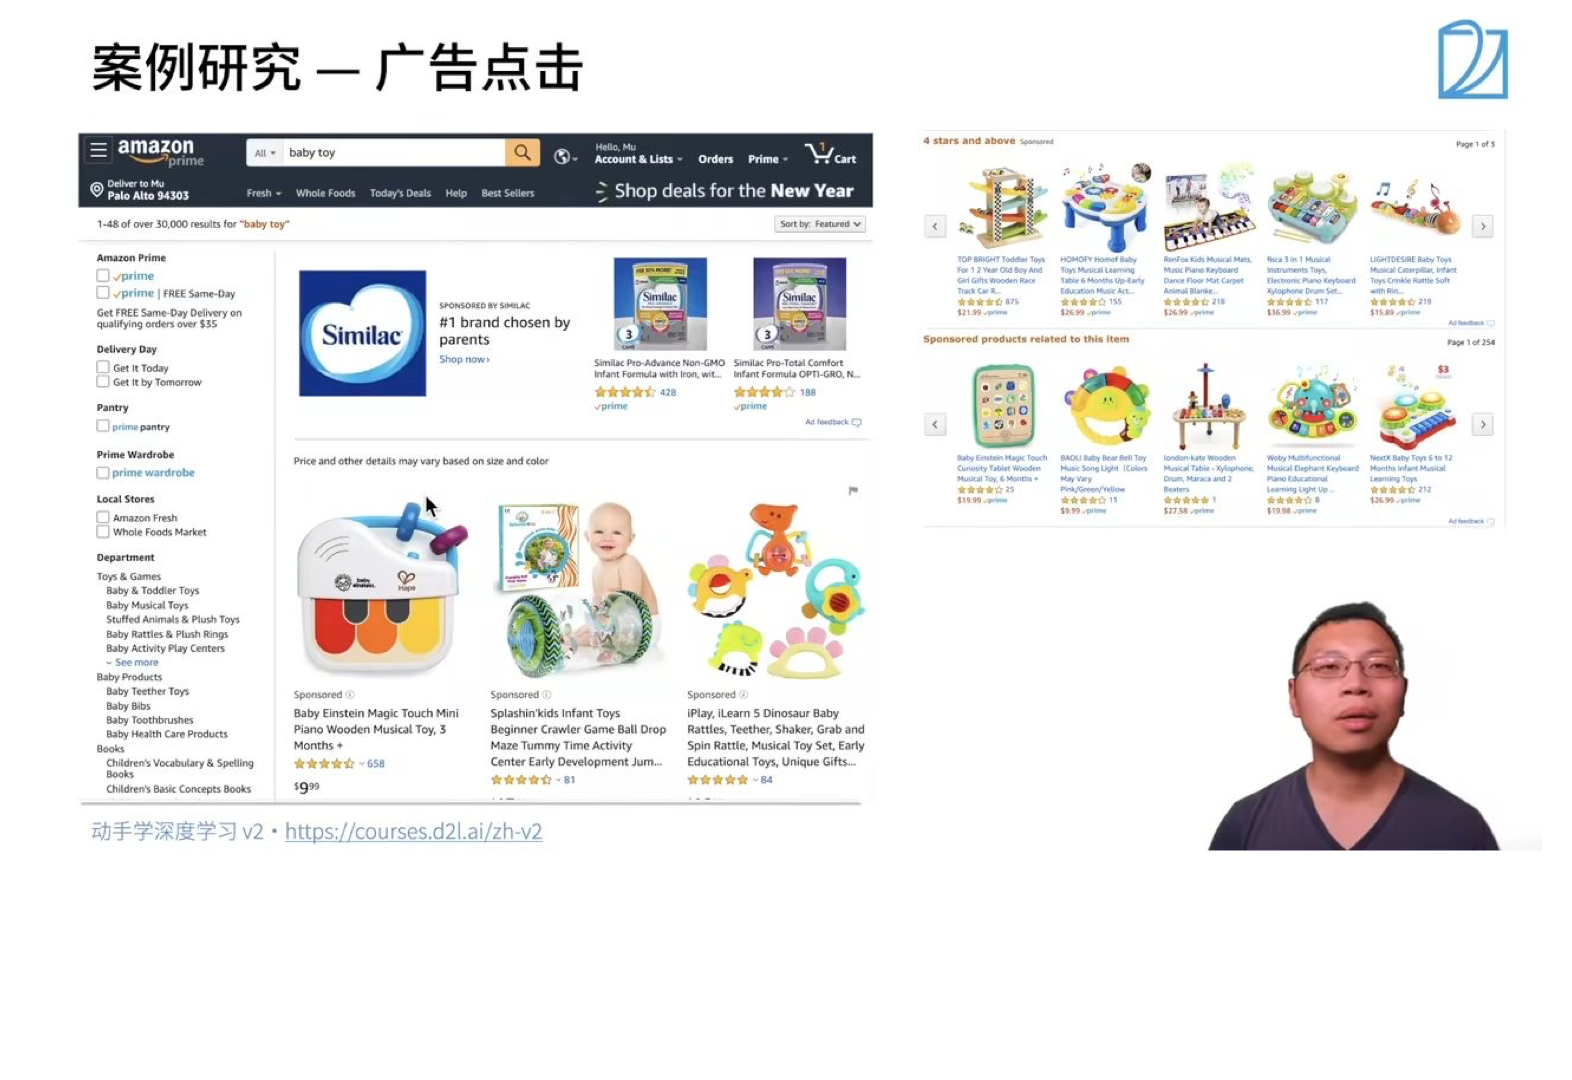 案例研究 — 广告点击
amazon
prime
All
baby toy
Hello, Mu
Account & Lists
Orders
Prime
1
Cart
Deliver to Mu
Palo Alto 94303
Fresh
Whole Foods
Today's Deals
Help
Best Sellers
Shop deals for the New Year
1-48 of over 30,000 results for "baby toy"
Sort by: Featured
Amazon Prime
prime
prime | FREE Same-Day
Get FREE Same-Day Delivery on
qualifying orders over $35
Delivery Day
Get It Today
Get It by Tomorrow
Pantry
prime pantry
Prime Wardrobe
prime wardrobe
Local Stores
Amazon Fresh
Whole Foods Market
Department
Toys & Games
Baby & Toddler Toys
Baby Musical Toys
Stuffed Animals & Plush Toys
Baby Rattles & Plush Rings
Baby Activity Play Centers
See more
Baby Products
Baby Teether Toys
Baby Bibs
Baby Toothbrushes
Baby Health Care Products
Books
Children's Vocabulary & Spelling
Books
Children's Basic Concepts Books
Similac
SPONSORED BY SIMILAC
#1 brand chosen by
parents
Shop now›
Similac
3
CANS
Similac Pro-Advance Non-GMO
Infant Formula with Iron, wit...
428
prime
Similac
3
CANS
Similac Pro-Total Comfort
Infant Formula OPTI-GRO, N...
188
prime
Ad feedback
Price and other details may vary based on size and color
baby einstein
Hape
Sponsored
Baby Einstein Magic Touch Mini
Piano Wooden Musical Toy, 3
Months +
658
$9.99
Sponsored
Splashin'kids Infant Toys
Beginner Crawler Game Ball Drop
Maze Tummy Time Activity
Center Early Development Jum...
81
Sponsored
iPlay, iLearn 5 Dinosaur Baby
Rattles, Teether, Shaker, Grab and
Spin Rattle, Musical Toy Set, Early
Educational Toys, Unique Gifts...
84
4 stars and above Sponsored
Page 1 of 3
TOP BRIGHT Toddler Toys
For 1 2 Year Old Boy And
Girl Gifts Wooden Race
Track Car R...
875
$21.99 prime
HOMOFY Homof Baby
Toys Musical Learning
Table 6 Months Up-Early
Education Music Act...
155
$26.99 prime
RenFox Kids Musical Mats,
Music Piano Keyboard
Dance Floor Mat Carpet
Animal Blanke...
218
$26.99 prime
fisca 3 in 1 Musical
Instruments Toys,
Electronic Piano Keyboard
Xylophone Drum Set...
117
$36.99 prime
LIGHTDESIRE Baby Toys
Musical Caterpillar, Infant
Toys Crinkle Rattle Soft
with Rin...
219
$15.89 prime
Ad feedback
Sponsored products related to this item
Page 1 of 254
Baby Einstein Magic Touch
Curiosity Tablet Wooden
Musical Toy, 6 Months +
25
$19.99 prime
BAOLI Baby Bear Bell Toy
Music Song Light (Colors
May Vary
Pink/Green/Yellow
11
$9.99 prime
london-kate Wooden
Musical Table - Xylophone,
Drum, Maraca and 2
Beaters
1
$27.58 prime
Woby Multifunctional
Musical Elephant Keyboard
Piano Educational
Learning Light Up ...
8
$19.98 prime
$3
NextX Baby Toys 6 to 12
Months Infant Musical
Learning Toys
212
$26.99 prime
Ad feedback
动手学深度学习 v2 • https://courses.d2l.ai/zh-v2